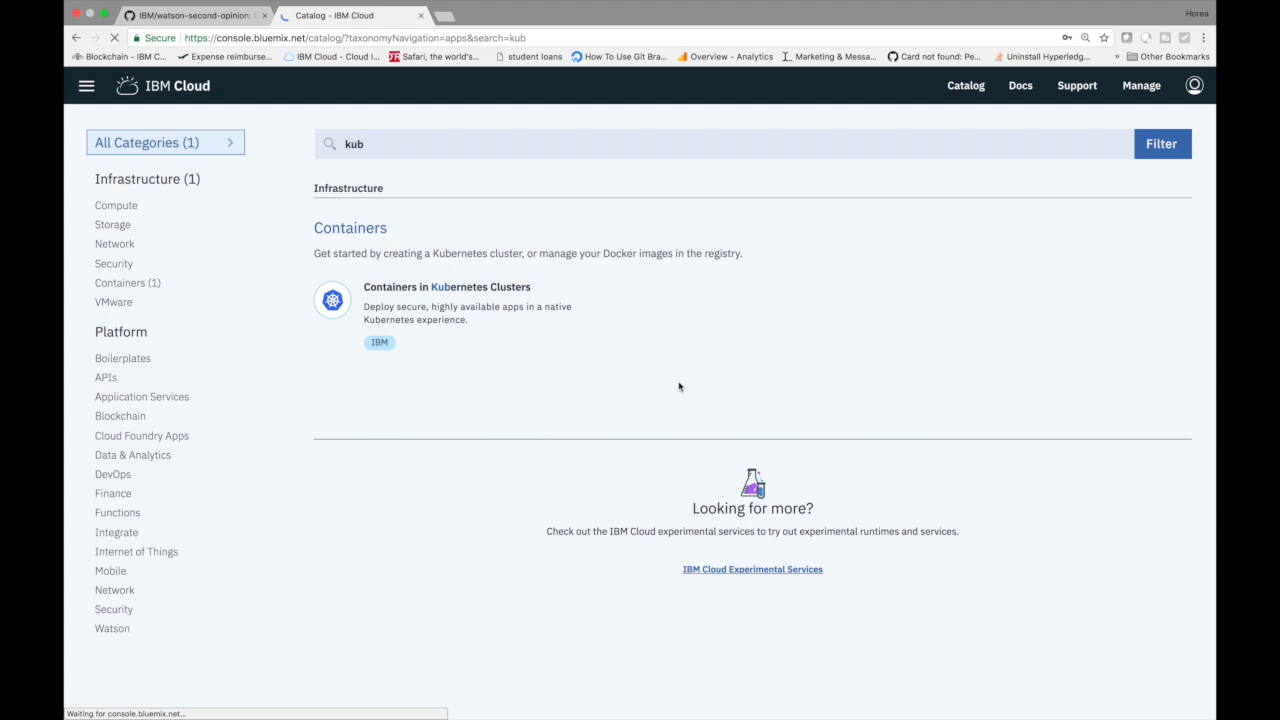 IBM/watson-second-opinion: C
Catalog - IBM Cloud
Horea
Secure
https://console.bluemix.net/catalog/?taxonomyNavigation=apps&search=kub
Blockchain – IBM C...
Expense reimburse...
IBM Cloud - Cloud I...
Safari, the world's...
student loans
How To Use Git Bra...
Overview - Analytics
Marketing & Messa...
Card not found: Pe...
Uninstall Hyperledg...
»
Other Bookmarks
IBM Cloud
Catalog
Docs
Support
Manage
All Categories (1)
kub
Filter
Infrastructure (1)
Compute
Storage
Network
Security
Containers (1)
VMware
Platform
Boilerplates
APIs
Application Services
Blockchain
Cloud Foundry Apps
Data & Analytics
DevOps
Finance
Functions
Integrate
Internet of Things
Mobile
Network
Security
Watson
Infrastructure
Containers
Get started by creating a Kubernetes cluster, or manage your Docker images in the registry.
Containers in Kubernetes Clusters
Deploy secure, highly available apps in a native
Kubernetes experience.
IBM
Looking for more?
Check out the IBM Cloud experimental services to try out experimental runtimes and services.
IBM Cloud Experimental Services
Waiting for console.bluemix.net...